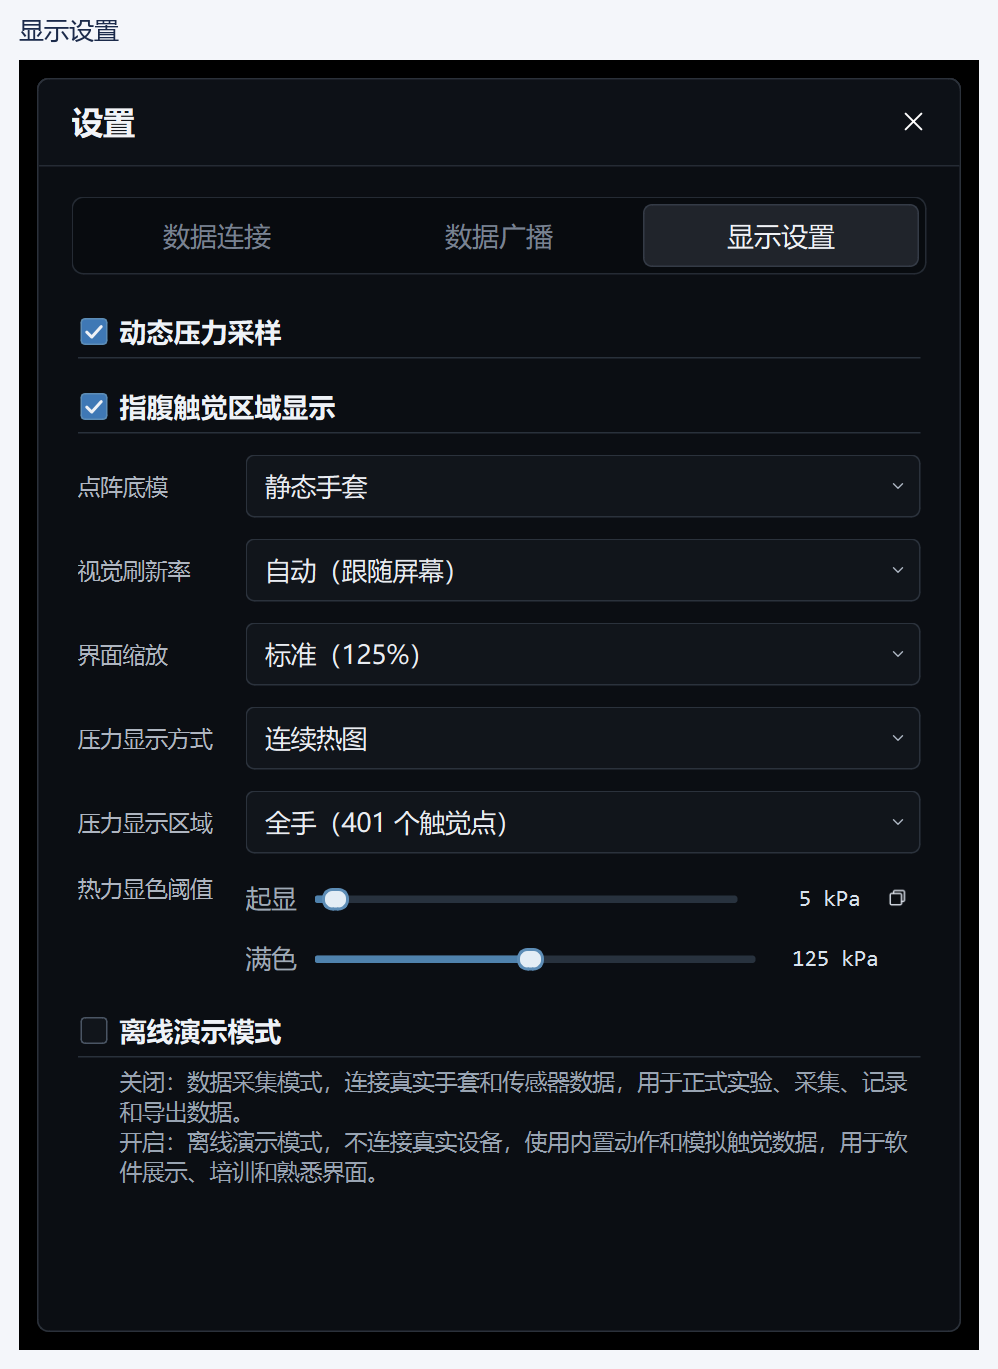 显示设置
设置
数据连接 数据广播 显示设置
动态压力采样
指腹触觉区域显示
点阵底模 静态手套
视觉刷新率 自动（跟随屏幕）
界面缩放 标准（125%）
压力显示方式 连续热图
压力显示区域 全手（401 个触觉点）
热力显色阈值 起显 5 kPa
满色 125 kPa
离线演示模式
关闭：数据采集模式，连接真实手套和传感器数据，用于正式实验、采集、记录
和导出数据。
开启：离线演示模式，不连接真实设备，使用内置动作和模拟触觉数据，用于软
件展示、培训和熟悉界面。